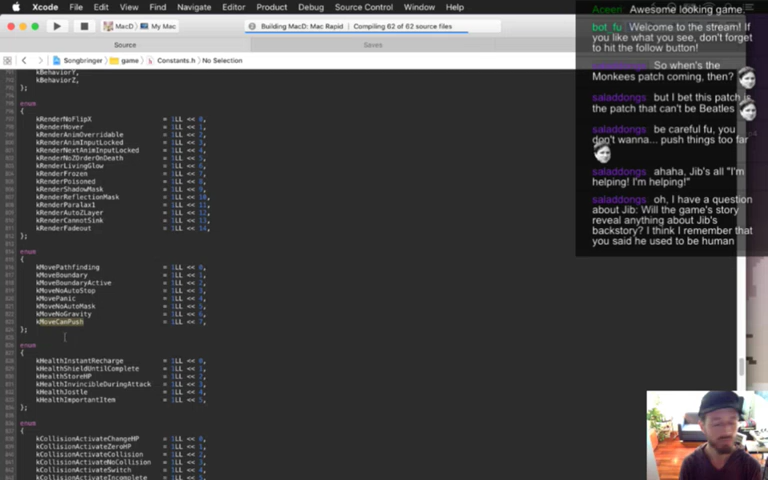 Xcode File Edit View Find Navigate Editor Product Debug Source Control Window Help
MacD My Mac
Building MacD: Mac Rapid Compiling 62 of 62 source files
Source Saves
Songbringer game Constants.h No Selection
kBehaviorY,
kBehaviorZ,
};
enum
{
kRenderNoFlipX = 1LL << 0,
kRenderHover = 1LL << 1,
kRenderAnimOverridable = 1LL << 2,
kRenderAnimInputLocked = 1LL << 3,
kRenderNextAnimInputLocked = 1LL << 4,
kRenderNoZOrderOnDeath = 1LL << 5,
kRenderLivingGlow = 1LL << 6,
kRenderFrozen = 1LL << 7,
kRenderPoisoned = 1LL << 8,
kRenderShadowMask = 1LL << 9,
kRenderReflectionMask = 1LL << 10,
kRenderParalax1 = 1LL << 11,
kRenderAutoZLayer = 1LL << 12,
kRenderCannotSink = 1LL << 13,
kRenderFadeout = 1LL << 14,
};
enum
{
kMovePathfinding = 1LL << 0,
kMoveBoundary = 1LL << 1,
kMoveBoundaryActive = 1LL << 2,
kMoveNoAutoStop = 1LL << 3,
kMovePanic = 1LL << 4,
kMoveNoAutoMask = 1LL << 5,
kMoveNoGravity = 1LL << 6,
kMoveCanPush = 1LL << 7,
};
enum
{
kHealthInstantRecharge = 1LL << 0,
kHealthShieldUntilComplete = 1LL << 1,
kHealthStoreHP = 1LL << 2,
kHealthInvincibleDuringAttack = 1LL << 3,
kHealthJostle = 1LL << 4,
kHealthImportantItem = 1LL << 5,
};
enum
{
kCollisionActivateChangeHP = 1LL << 0,
kCollisionActivateZeroHP = 1LL << 1,
kCollisionActivateCollision = 1LL << 2,
kCollisionActivateNoCollision = 1LL << 3,
kCollisionActivateSwitch = 1LL << 4,
kCollisionActivateIncomplete = 1LL << 5,
Aceen Awesome looking game.
bot_fu Welcome to the stream! If
you like what you see, don't forget
to hit the follow button!
saladdongs So when's the
Monkees patch coming, then?
saladdongs but I bet this patch is
the patch that can't be Beatles
saladdongs be careful fu, you
don't wanna... push things too far
saladdongs ahaha, Jib's all "I'm
helping! I'm helping!"
saladdongs oh, I have a question
about Jib: Will the game's story
reveal anything about Jib's
backstory? I think I remember that
you said he used to be human